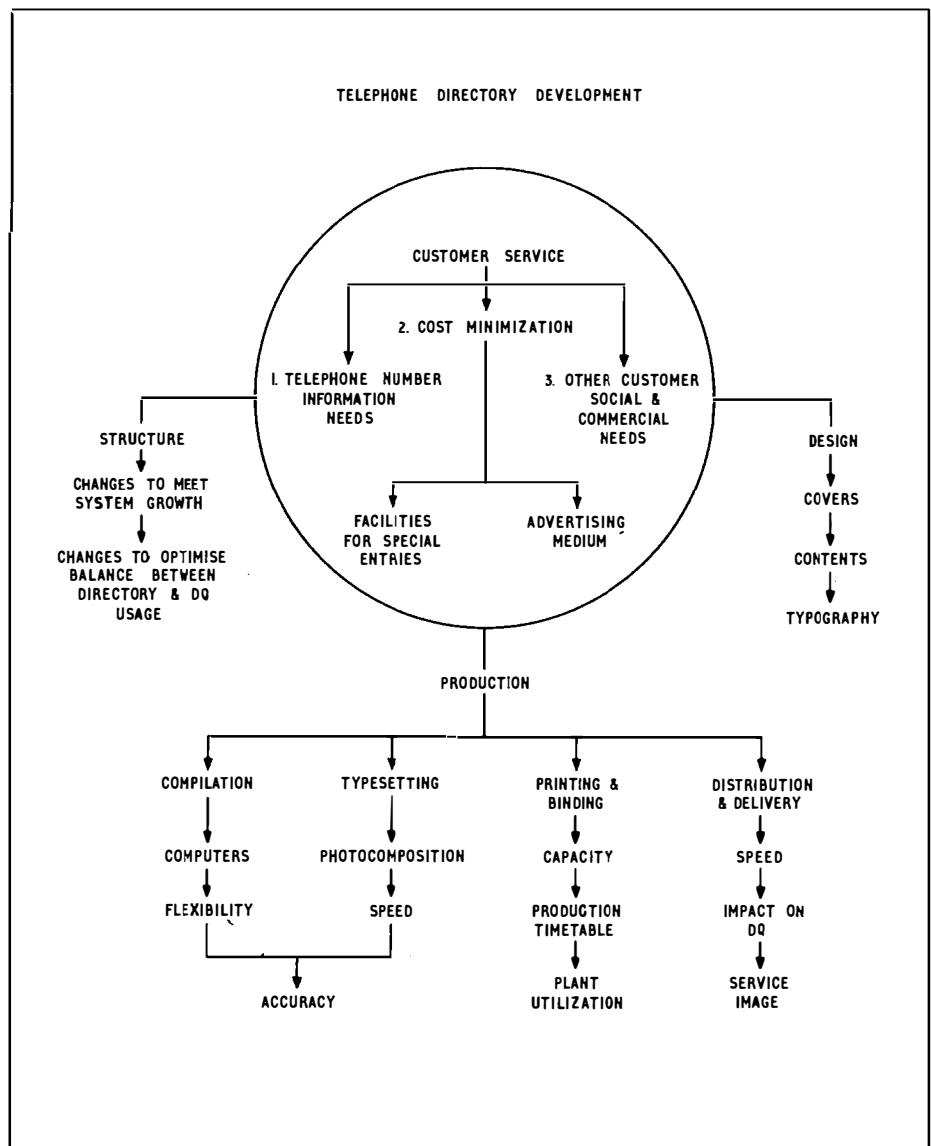 TELEPHONE DIRECTORY DEVELOPMENT
CUSTOMER SERVICE
2. COST MINIMIZATION
1. TELEPHONE NUMBER
INFORMATION
NEEDS
3. OTHER CUSTOMER
SOCIAL &
COMMERCIAL
NEEDS
FACILITIES
FOR SPECIAL
ENTRIES
ADVERTISING
MEDIUM
STRUCTURE
CHANGES TO MEET
SYSTEM GROWTH
CHANGES TO OPTIMISE
BALANCE BETWEEN
DIRECTORY & DQ
USAGE
DESIGN
COVERS
CONTENTS
TYPOGRAPHY
PRODUCTION
COMPILATION
COMPUTERS
FLEXIBILITY
TYPESETTING
PHOTOCOMPOSITION
SPEED
ACCURACY
PRINTING &
BINDING
CAPACITY
PRODUCTION
TIMETABLE
PLANT
UTILIZATION
DISTRIBUTION
& DELIVERY
SPEED
IMPACT ON
DQ
SERVICE
IMAGE